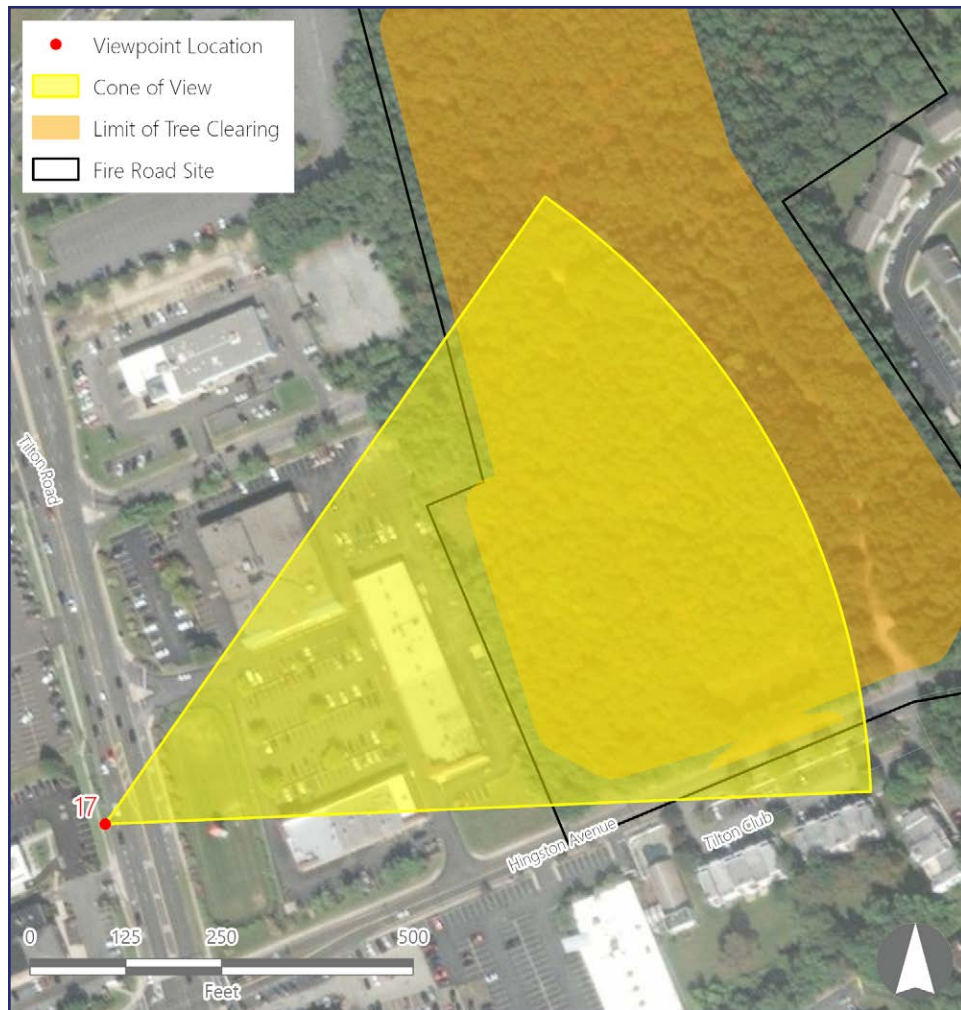 Viewpoint Location
Cone of View
Limit of Tree Clearing
Fire Road Site
Tilton Road
17
Hingston Avenue
Tilton Club
0 125 250 500
Feet